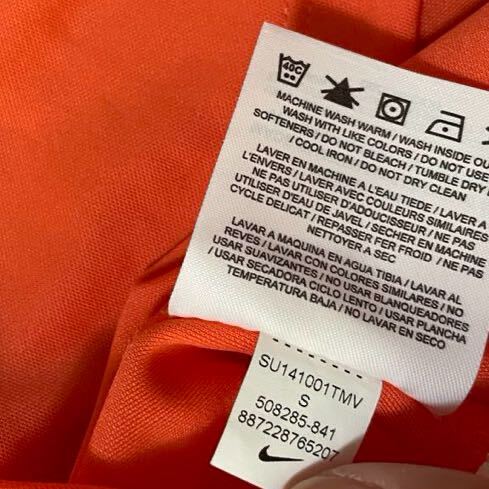 40C
MACHINE WASH WARM / WASH INSIDE OU
WASH WITH LIKE COLORS / DO NOT USE
SOFTENERS / DO NOT BLEACH / TUMBLE DRY
/ COOL IRON / DO NOT DRY CLEAN
LAVER EN MACHINE A L'EAU TIEDE / LAVER A
L'ENVERS / LAVER AVEC COULEURS SIMILAIRES
NE PAS UTILISER D'ADOUCISSEUR / NE PAS
UTILISER D'EAU DE JAVEL / SECHER EN MACHINE
CYCLE DELICAT / REPASSER FER FROID / NE PAS
NETTOYER A SEC
LAVAR A MAQUINA EN AGUA TIBIA / LAVAR AL
REVES / LAVAR CON COLORES SIMILARES / NO
USAR SUAVIZANTES / NO USAR BLANQUEADORES
/ USAR SECADORA CICLO LENTO / USAR PLANCHA
TEMPERATURA BAJA / NO LAVAR EN SECO
SU141001TMV
S
508285-841
887228765207